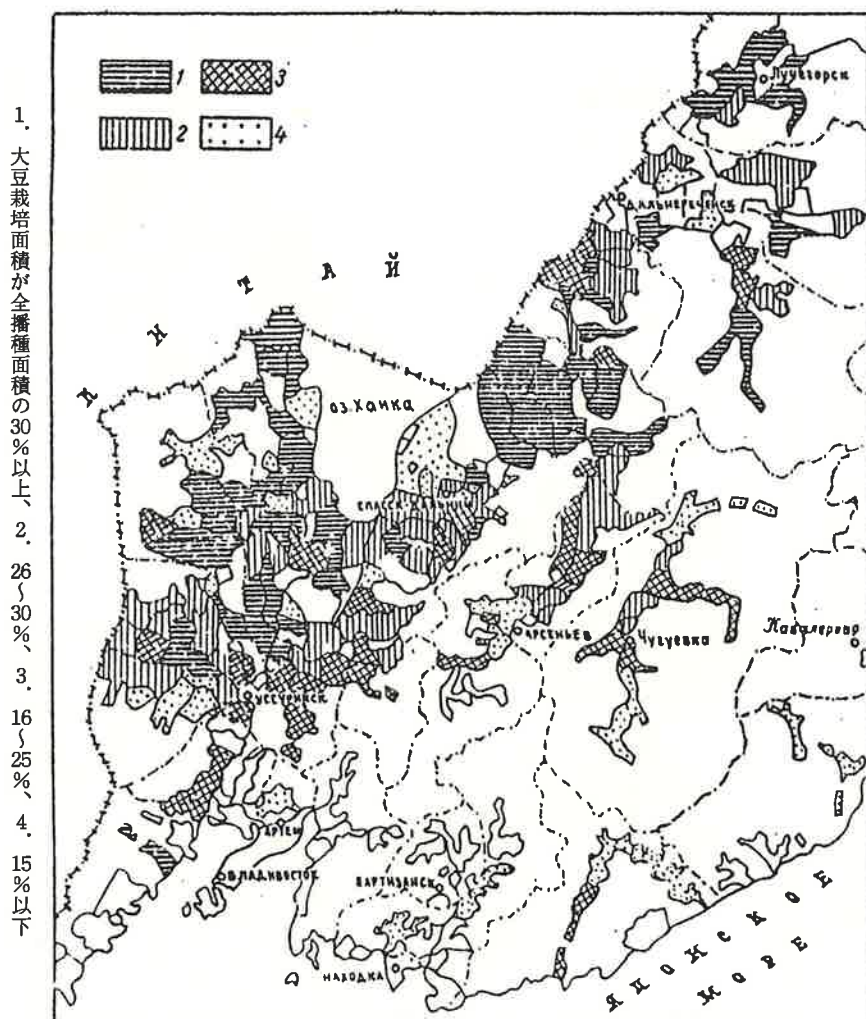 1. 大豆栽培面積が全播種面積の30%以上、2. 26〜30%、3. 16〜25%、4. 15%以下
1
3
2
4
Лучегорск
ДАЛЬНЕРЕЧЕНСК
КИТАЙ
ОЗ. Ханка
СПАССК-ДАЛЬНИЙ
АРСЕНЬЕВ
Чугуевка
Кавалерово
УССУРИЙСК
АРТЕМ
ВЛАДИВОСТОК
ПАРТИЗАНСК
НАХОДКА
ЯПОНСКОЕ
МОРЕ